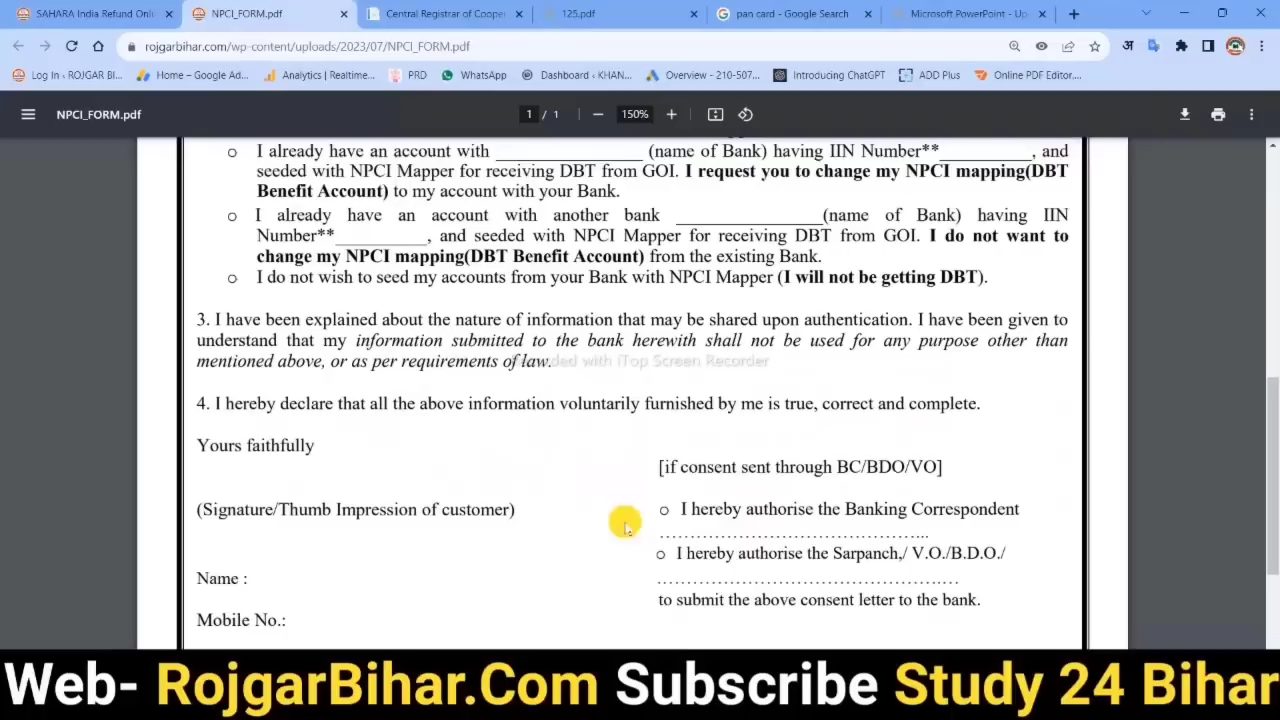 SAHARA India Refund Onlin
NPCI_FORM.pdf
Central Registrar of Cooper
125.pdf
pan card - Google Search
Microsoft PowerPoint - Up
rojgarbihar.com/wp-content/uploads/2023/07/NPCI_FORM.pdf
अ
Log In ‹ ROJGAR BI...
Home – Google Ad...
Analytics | Realtime...
PRD
WhatsApp
Dashboard ‹ KHAN...
Overview - 210-507...
Introducing ChatGPT
ADD Plus
Online PDF Editor,...
NPCI_FORM.pdf
1 / 1
150%
o I already have an account with _______________ (name of Bank) having IIN Number**_________, and
seeded with NPCI Mapper for receiving DBT from GOI. I request you to change my NPCI mapping(DBT
Benefit Account) to my account with your Bank.
o I already have an account with another bank _______________(name of Bank) having IIN
Number**_________, and seeded with NPCI Mapper for receiving DBT from GOI. I do not want to
change my NPCI mapping(DBT Benefit Account) from the existing Bank.
o I do not wish to seed my accounts from your Bank with NPCI Mapper (I will not be getting DBT).
3. I have been explained about the nature of information that may be shared upon authentication. I have been given to
understand that my information submitted to the bank herewith shall not be used for any purpose other than
mentioned above, or as per requirements of law.
Recorded with iTop Screen Recorder
4. I hereby declare that all the above information voluntarily furnished by me is true, correct and complete.
Yours faithfully
[if consent sent through BC/BDO/VO]
(Signature/Thumb Impression of customer)
o I hereby authorise the Banking Correspondent
……………………………………...
o I hereby authorise the Sarpanch,/ V.O./B.D.O./
……………………………………….…
Name :
to submit the above consent letter to the bank.
Mobile No.:
Web- RojgarBihar.Com Subscribe Study 24 Bihar